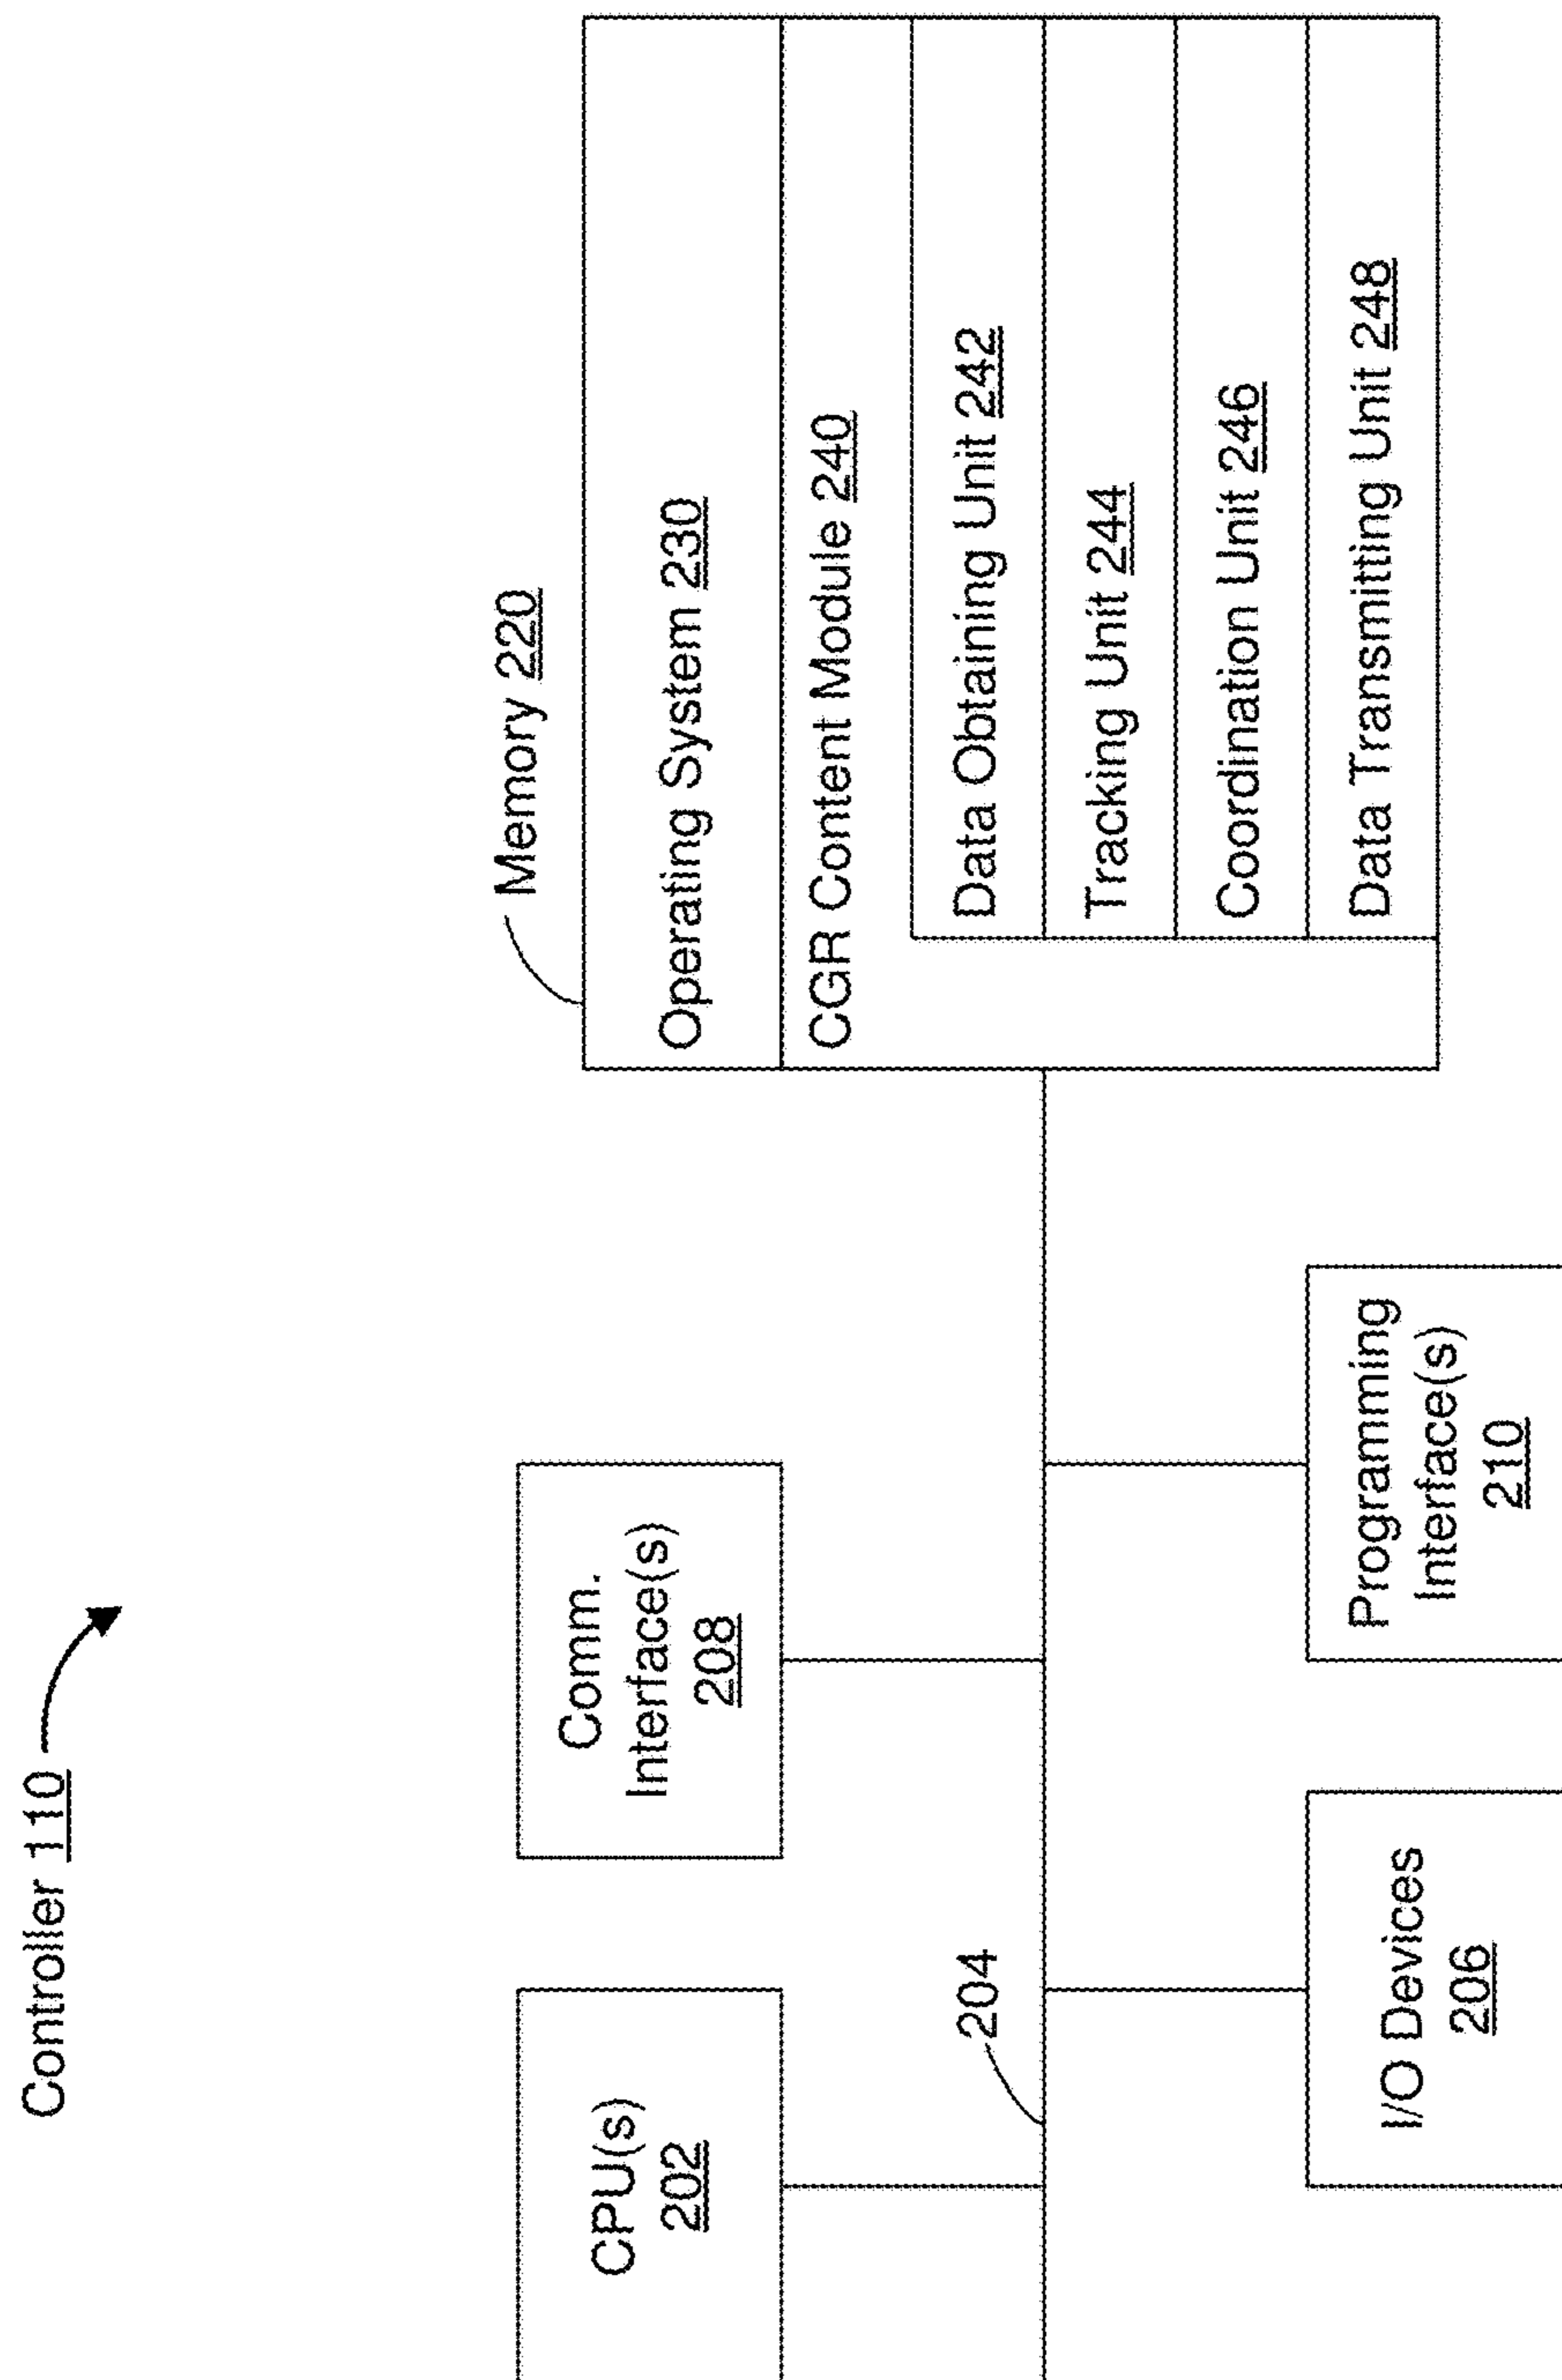 Controller 110
Memory 220
Operating System 230
CGR Content Module 240
Data Obtaining Unit 242
Tracking Unit 244
Coordination Unit 246
Data Transmitting Unit 248
CPU(s)
202
Comm.
Interface(s)
208
204
I/O Devices
206
Programming
Interface(s)
210